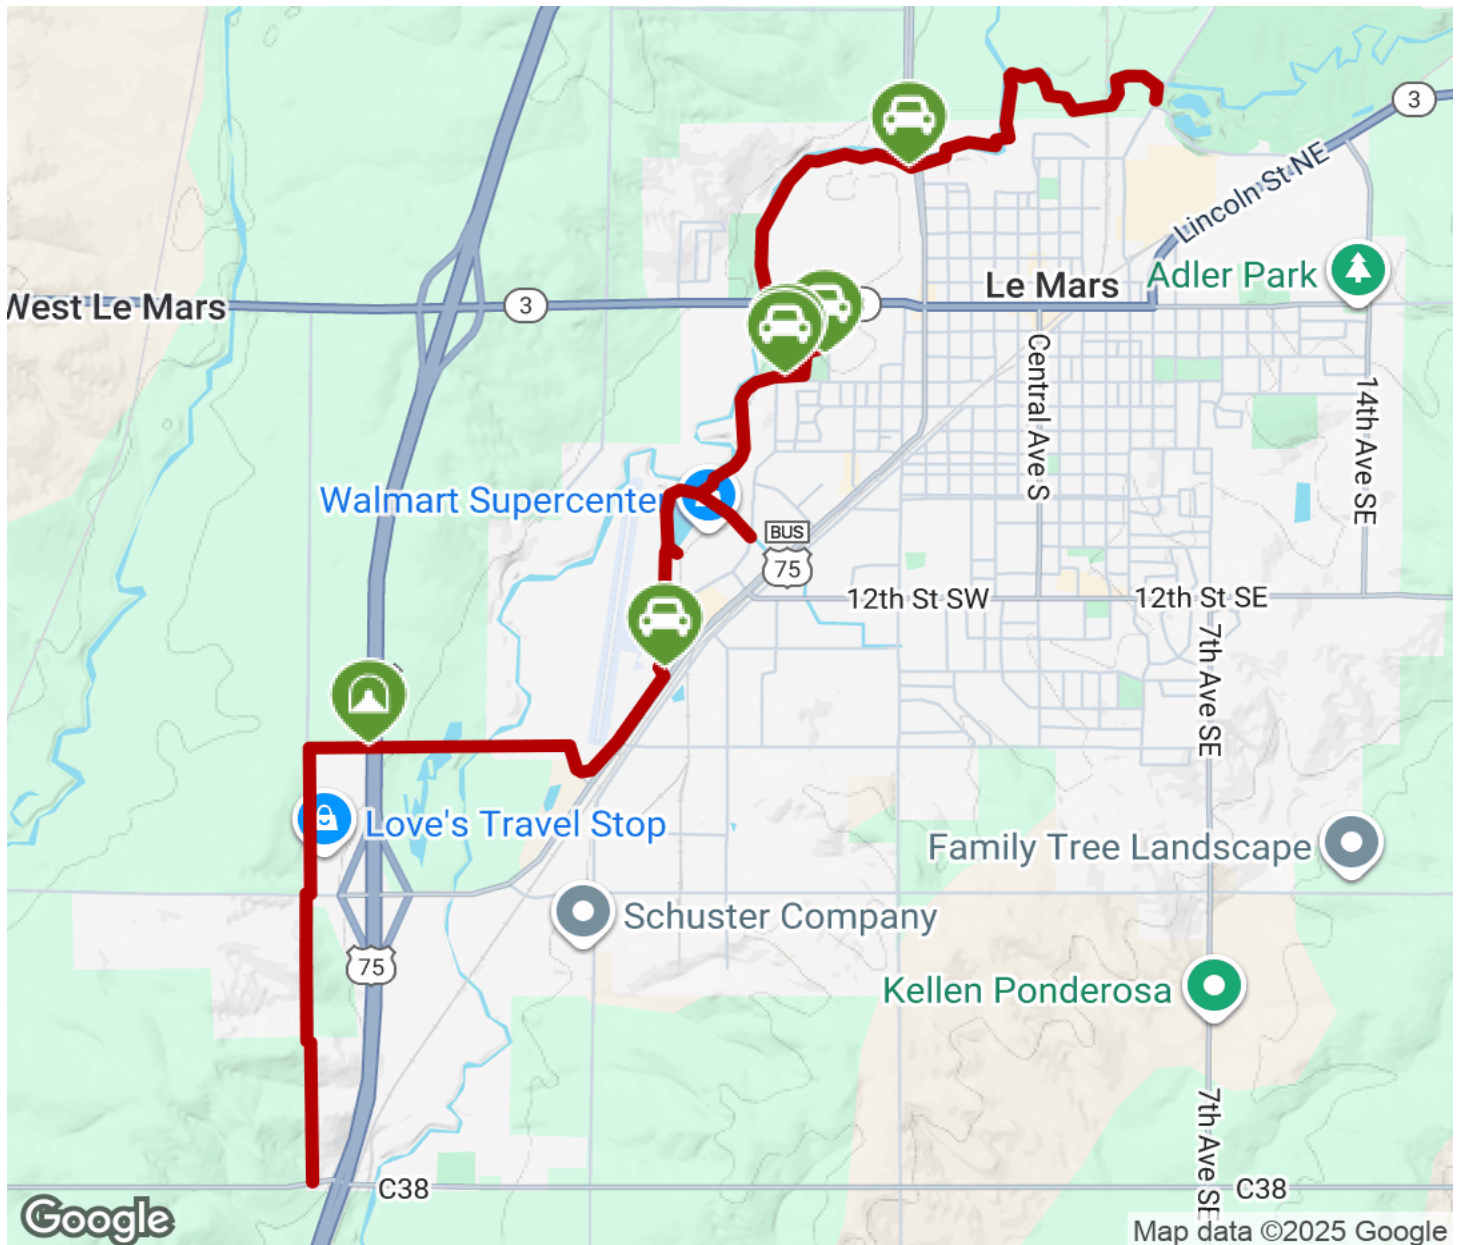 3
Lincoln St NE
Adler Park
Le Mars
West Le Mars
3
Central Ave S
14th Ave SE
Walmart Supercenter
BUS
75
12th St SW
12th St SE
7th Ave SE
Love's Travel Stop
Family Tree Landscape
Schuster Company
75
Kellen Ponderosa
7th Ave SE
C38
C38
Google
Map data ©2025 Google